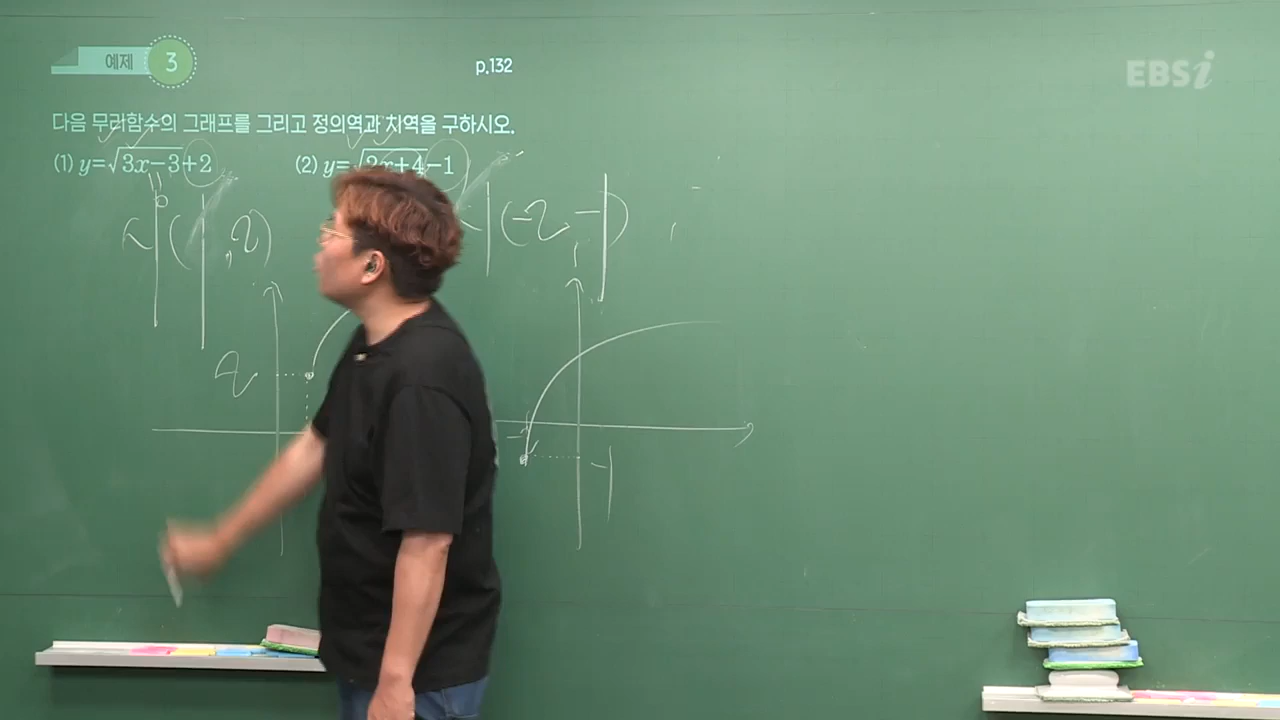 예제 3
p.132
EBSi
다음 무리함수의 그래프를 그리고 정의역과 치역을 구하시오.
(1) y=√3x-3+2 (2) y=√2x+4-1
(1,2) (-2,-1)
2
-1